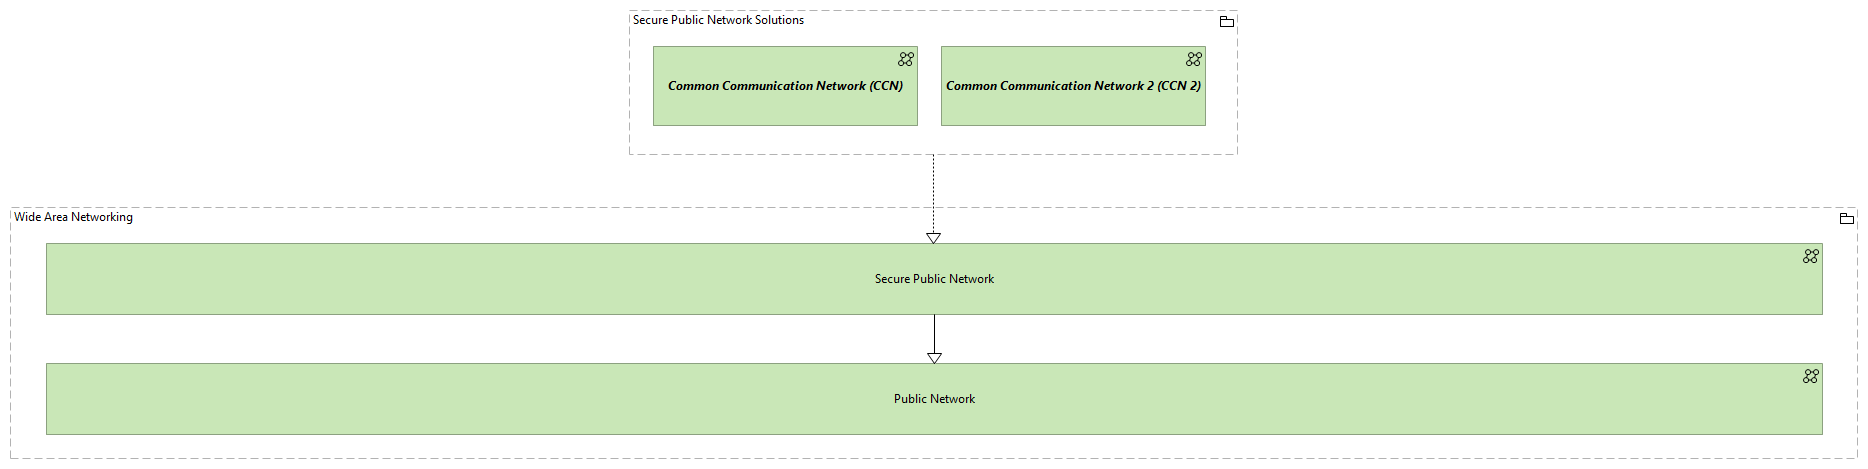 Secure Public Network Solutions
Common Communication Network (CCN)
Common Communication Network 2 (CCN 2)
Wide Area Networking
Secure Public Network
Public Network